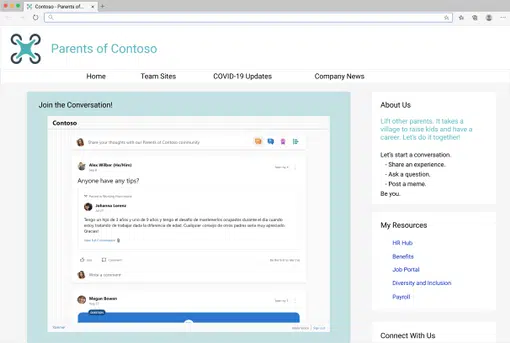 Contoso - Parents of...
Parents of Contoso
Home
Team Sites
COVID-19 Updates
Company News
Join the Conversation!
Contoso
Share your thoughts with our Parents of Contoso community
Alex Wilber (He/Him)
Anyone have any tips?
Johanna Lorenz
Tengo un hijo de 3 años y uno de 9 años y tengo el desafío de mantenerlos ocupados durante el día cuando
estoy tratando de trabajar dada la diferencia de edad. Cualquier consejo de otros padres sería muy apreciado.
Gracias!
Like
Comment
Write a comment
Megan Bowen
About Us
Lift other parents. It takes a
village to raise kids and have a
career. Let's do it together!
Let's start a conversation.
- Share an experience.
- Ask a question.
- Post a meme.
Be you.
My Resources
HR Hub
Benefits
Job Portal
Diversity and Inclusion
Payroll
Connect With Us